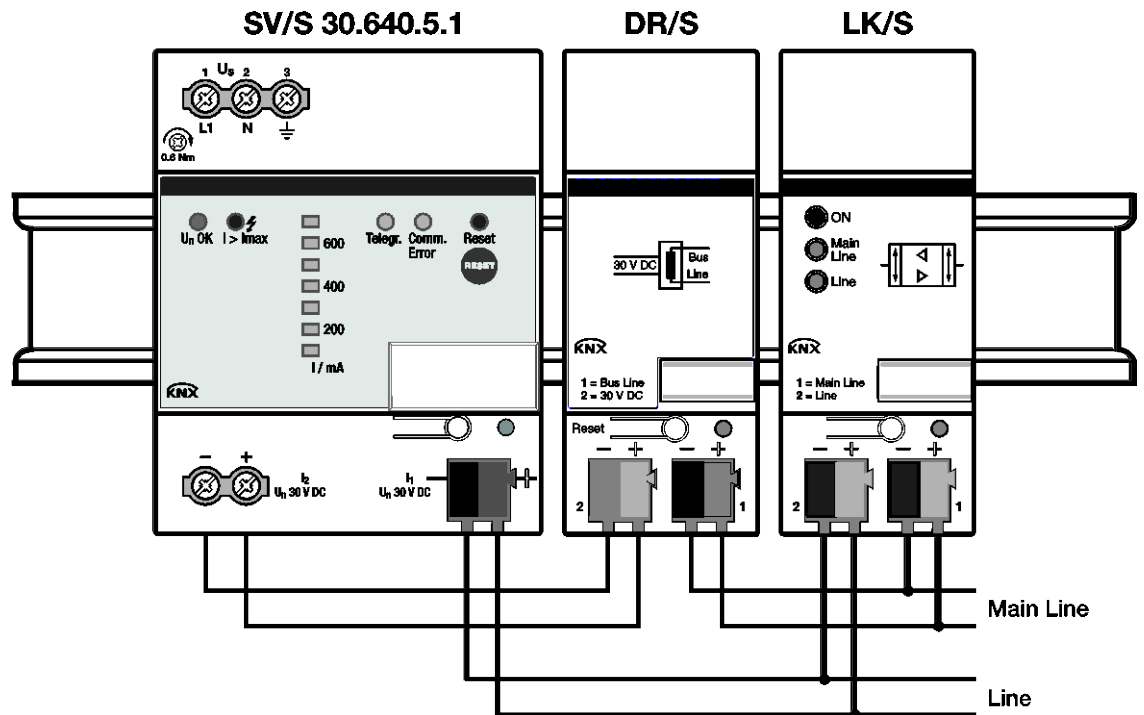 SV/S 30.640.5.1
DR/S
LK/S
1 Us 2 3
L1 N
0.6 Nm
Un OK I > Imax
Telegr. Comm. Error
Reset
RESET
600
400
200
I / mA
KNX
30 V DC
Bus
Line
KNX
1 = Bus Line
2 = 30 V DC
ON
Main
Line
Line
KNX
1 = Main Line
2 = Line
− +
I2
Un 30 V DC
I1
Un 30 V DC
− +
Reset
− + − +
2 1
− + − +
2 1
Main Line
Line